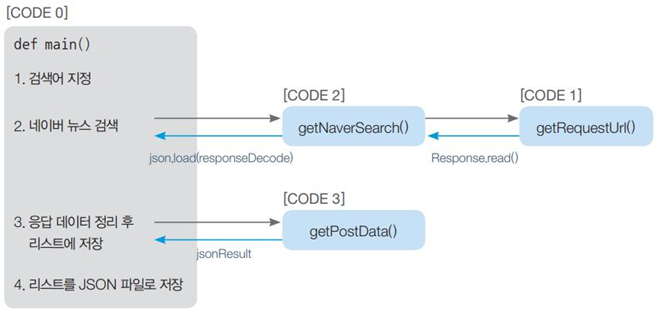 [CODE 0]
def main()
1. 검색어 지정
[CODE 2]
[CODE 1]
2. 네이버 뉴스 검색
getNaverSearch()
getRequestUrl()
json,load(responseDecode)
Response,read()
[CODE 3]
3. 응답 데이터 정리 후
리스트에 저장
getPostData()
jsonResult
4. 리스트를 JSON 파일로 저장